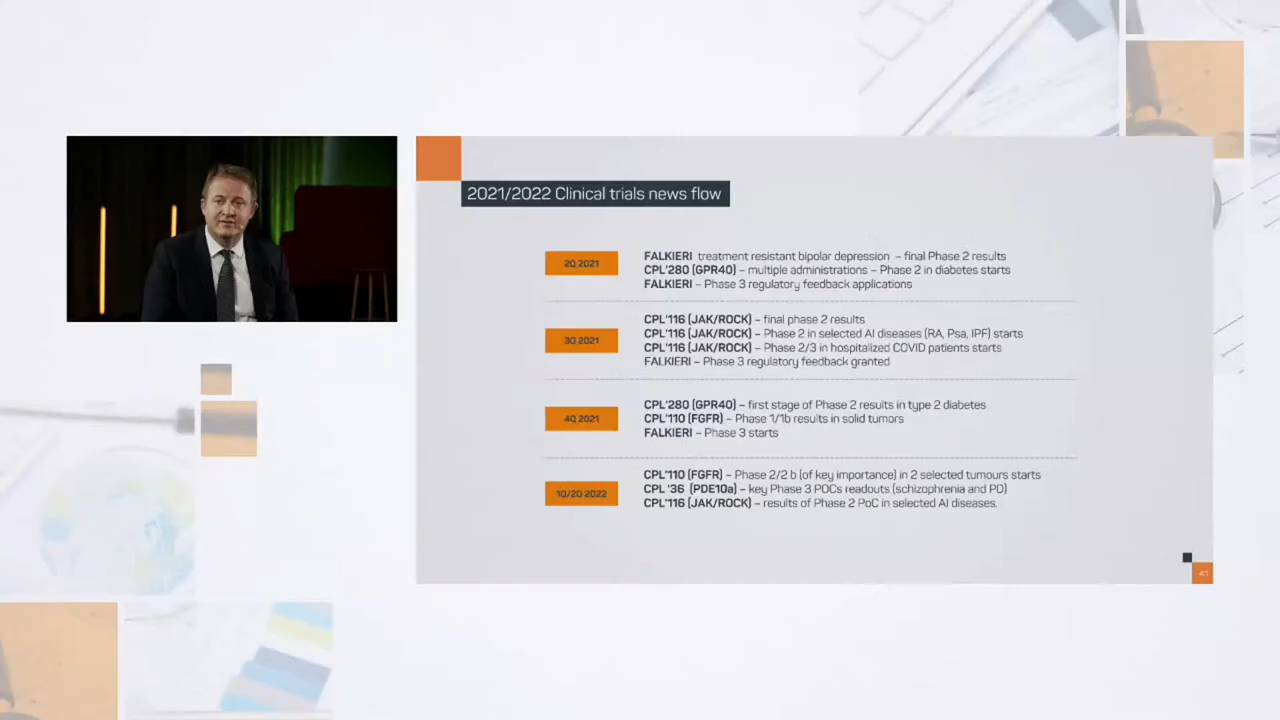 2021/2022 Clinical trials news flow
2Q 2021
FALKIERI treatment resistant bipolar depression – final Phase 2 results
CPL'280 (GPR40) – multiple administrations – Phase 2 in diabetes starts
FALKIERI – Phase 3 regulatory feedback applications
3Q 2021
CPL'116 (JAK/ROCK) – final phase 2 results
CPL'116 (JAK/ROCK) – Phase 2 in selected AI diseases (RA, Psa, IPF) starts
CPL'116 (JAK/ROCK) – Phase 2/3 in hospitalized COVID patients starts
FALKIERI – Phase 3 regulatory feedback granted
4Q 2021
CPL'280 (GPR40) – first stage of Phase 2 results in type 2 diabetes
CPL'110 (FGFR) – Phase 1/1b results in solid tumors
FALKIERI – Phase 3 starts
1Q/2Q 2022
CPL'110 (FGFR) – Phase 2/2 b (of key importance) in 2 selected tumours starts
CPL '36 (PDE10a) – key Phase 3 POCs readouts (schizophrenia and PD)
CPL'116 (JAK/ROCK) – results of Phase 2 PoC in selected AI diseases.